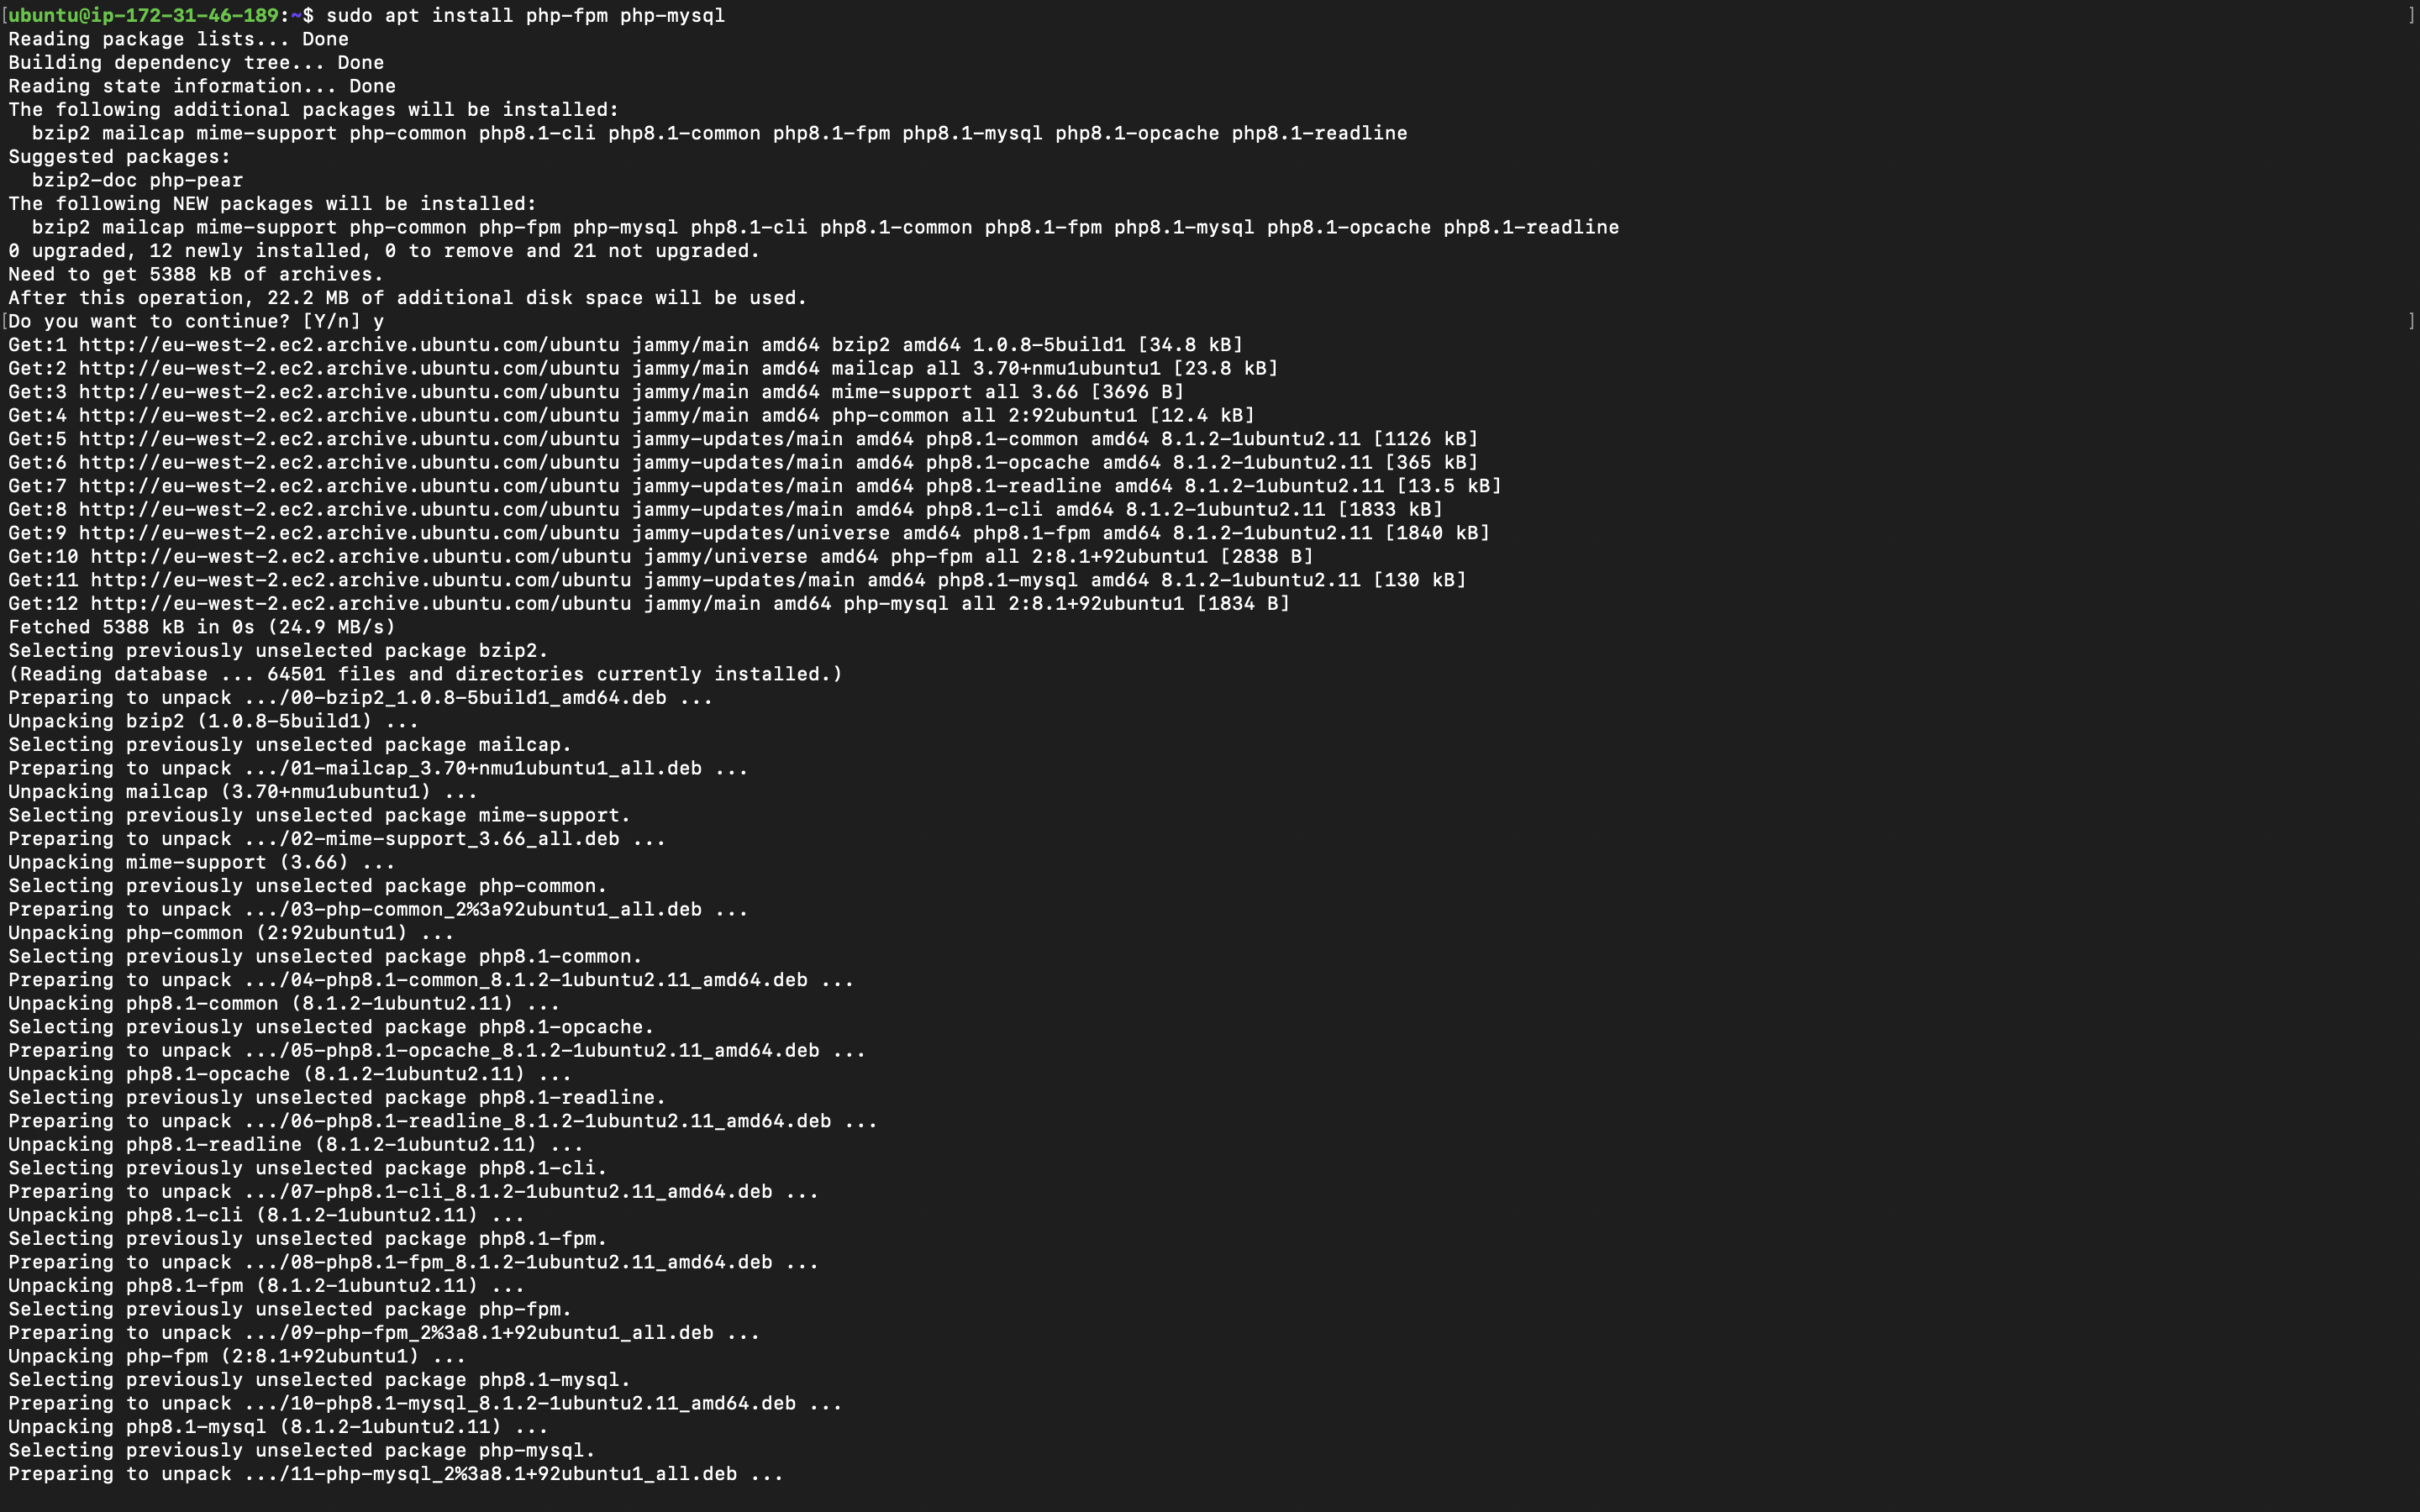 [ubuntu@ip-172-31-46-189:~$ sudo apt install php-fpm php-mysql ]
Reading package lists... Done
Building dependency tree... Done
Reading state information... Done
The following additional packages will be installed:
  bzip2 mailcap mime-support php-common php8.1-cli php8.1-common php8.1-fpm php8.1-mysql php8.1-opcache php8.1-readline
Suggested packages:
  bzip2-doc php-pear
The following NEW packages will be installed:
  bzip2 mailcap mime-support php-common php-fpm php-mysql php8.1-cli php8.1-common php8.1-fpm php8.1-mysql php8.1-opcache php8.1-readline
0 upgraded, 12 newly installed, 0 to remove and 21 not upgraded.
Need to get 5388 kB of archives.
After this operation, 22.2 MB of additional disk space will be used.
[Do you want to continue? [Y/n] y ]
Get:1 http://eu-west-2.ec2.archive.ubuntu.com/ubuntu jammy/main amd64 bzip2 amd64 1.0.8-5build1 [34.8 kB]
Get:2 http://eu-west-2.ec2.archive.ubuntu.com/ubuntu jammy/main amd64 mailcap all 3.70+nmu1ubuntu1 [23.8 kB]
Get:3 http://eu-west-2.ec2.archive.ubuntu.com/ubuntu jammy/main amd64 mime-support all 3.66 [3696 B]
Get:4 http://eu-west-2.ec2.archive.ubuntu.com/ubuntu jammy/main amd64 php-common all 2:92ubuntu1 [12.4 kB]
Get:5 http://eu-west-2.ec2.archive.ubuntu.com/ubuntu jammy-updates/main amd64 php8.1-common amd64 8.1.2-1ubuntu2.11 [1126 kB]
Get:6 http://eu-west-2.ec2.archive.ubuntu.com/ubuntu jammy-updates/main amd64 php8.1-opcache amd64 8.1.2-1ubuntu2.11 [365 kB]
Get:7 http://eu-west-2.ec2.archive.ubuntu.com/ubuntu jammy-updates/main amd64 php8.1-readline amd64 8.1.2-1ubuntu2.11 [13.5 kB]
Get:8 http://eu-west-2.ec2.archive.ubuntu.com/ubuntu jammy-updates/main amd64 php8.1-cli amd64 8.1.2-1ubuntu2.11 [1833 kB]
Get:9 http://eu-west-2.ec2.archive.ubuntu.com/ubuntu jammy-updates/universe amd64 php8.1-fpm amd64 8.1.2-1ubuntu2.11 [1840 kB]
Get:10 http://eu-west-2.ec2.archive.ubuntu.com/ubuntu jammy/universe amd64 php-fpm all 2:8.1+92ubuntu1 [2838 B]
Get:11 http://eu-west-2.ec2.archive.ubuntu.com/ubuntu jammy-updates/main amd64 php8.1-mysql amd64 8.1.2-1ubuntu2.11 [130 kB]
Get:12 http://eu-west-2.ec2.archive.ubuntu.com/ubuntu jammy/main amd64 php-mysql all 2:8.1+92ubuntu1 [1834 B]
Fetched 5388 kB in 0s (24.9 MB/s)
Selecting previously unselected package bzip2.
(Reading database ... 64501 files and directories currently installed.)
Preparing to unpack .../00-bzip2_1.0.8-5build1_amd64.deb ...
Unpacking bzip2 (1.0.8-5build1) ...
Selecting previously unselected package mailcap.
Preparing to unpack .../01-mailcap_3.70+nmu1ubuntu1_all.deb ...
Unpacking mailcap (3.70+nmu1ubuntu1) ...
Selecting previously unselected package mime-support.
Preparing to unpack .../02-mime-support_3.66_all.deb ...
Unpacking mime-support (3.66) ...
Selecting previously unselected package php-common.
Preparing to unpack .../03-php-common_2%3a92ubuntu1_all.deb ...
Unpacking php-common (2:92ubuntu1) ...
Selecting previously unselected package php8.1-common.
Preparing to unpack .../04-php8.1-common_8.1.2-1ubuntu2.11_amd64.deb ...
Unpacking php8.1-common (8.1.2-1ubuntu2.11) ...
Selecting previously unselected package php8.1-opcache.
Preparing to unpack .../05-php8.1-opcache_8.1.2-1ubuntu2.11_amd64.deb ...
Unpacking php8.1-opcache (8.1.2-1ubuntu2.11) ...
Selecting previously unselected package php8.1-readline.
Preparing to unpack .../06-php8.1-readline_8.1.2-1ubuntu2.11_amd64.deb ...
Unpacking php8.1-readline (8.1.2-1ubuntu2.11) ...
Selecting previously unselected package php8.1-cli.
Preparing to unpack .../07-php8.1-cli_8.1.2-1ubuntu2.11_amd64.deb ...
Unpacking php8.1-cli (8.1.2-1ubuntu2.11) ...
Selecting previously unselected package php8.1-fpm.
Preparing to unpack .../08-php8.1-fpm_8.1.2-1ubuntu2.11_amd64.deb ...
Unpacking php8.1-fpm (8.1.2-1ubuntu2.11) ...
Selecting previously unselected package php-fpm.
Preparing to unpack .../09-php-fpm_2%3a8.1+92ubuntu1_all.deb ...
Unpacking php-fpm (2:8.1+92ubuntu1) ...
Selecting previously unselected package php8.1-mysql.
Preparing to unpack .../10-php8.1-mysql_8.1.2-1ubuntu2.11_amd64.deb ...
Unpacking php8.1-mysql (8.1.2-1ubuntu2.11) ...
Selecting previously unselected package php-mysql.
Preparing to unpack .../11-php-mysql_2%3a8.1+92ubuntu1_all.deb ...